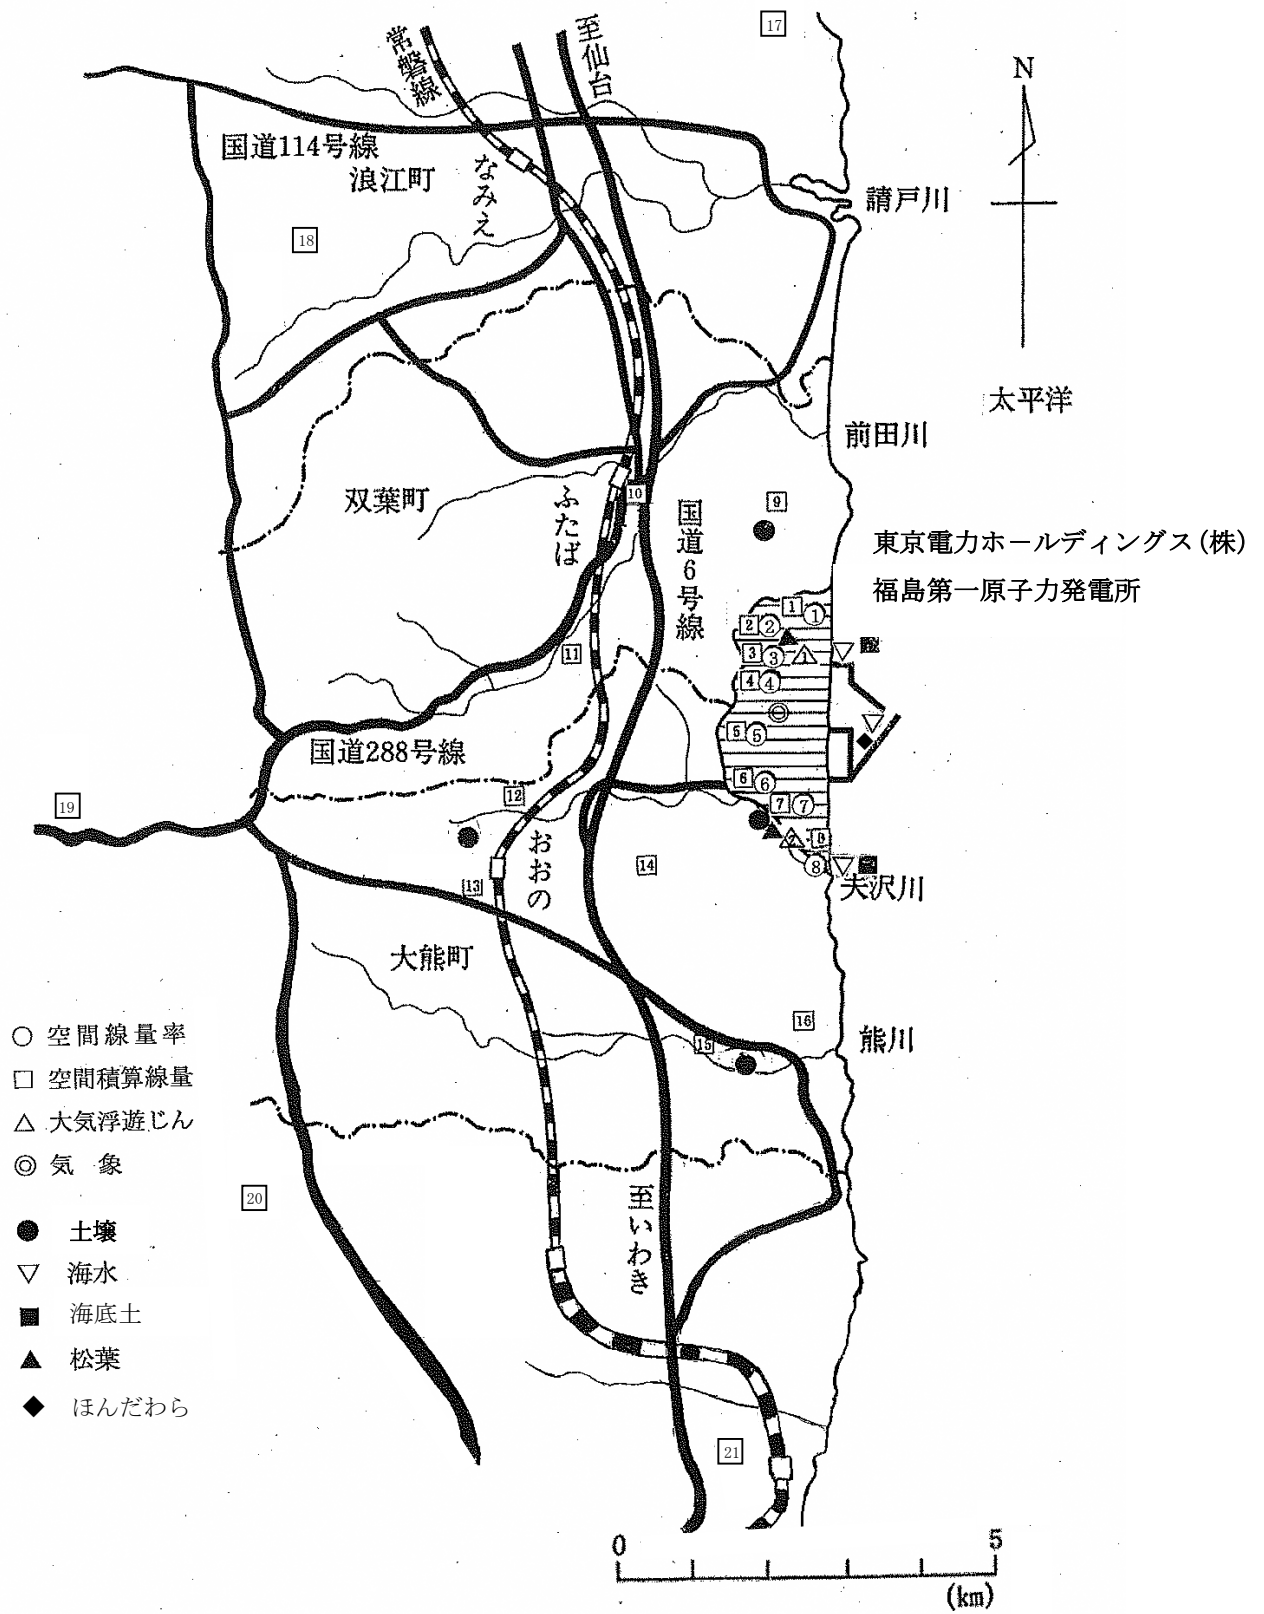 17
常磐線
至仙台
N
国道114号線
浪江町
なみえ
請戸川
18
太平洋
前田川
双葉町
ふたば
10
国道6号線
9
東京電力ホールディングス(株)
福島第一原子力発電所
1 ①
2 ②
3 ③ 1
4 ④
5 ⑤
6 ⑥
7 ⑦
2 8
⑧
11
国道288号線
19
12
おおの
13
14
夫沢川
大熊町
16
15
熊川
○ 空間線量率
□ 空間積算線量
△ 大気浮遊じん
◎ 気象
20
至いわき
● 土壌
▽ 海水
■ 海底土
▲ 松葉
◆ ほんだわら
21
0 5
(km)